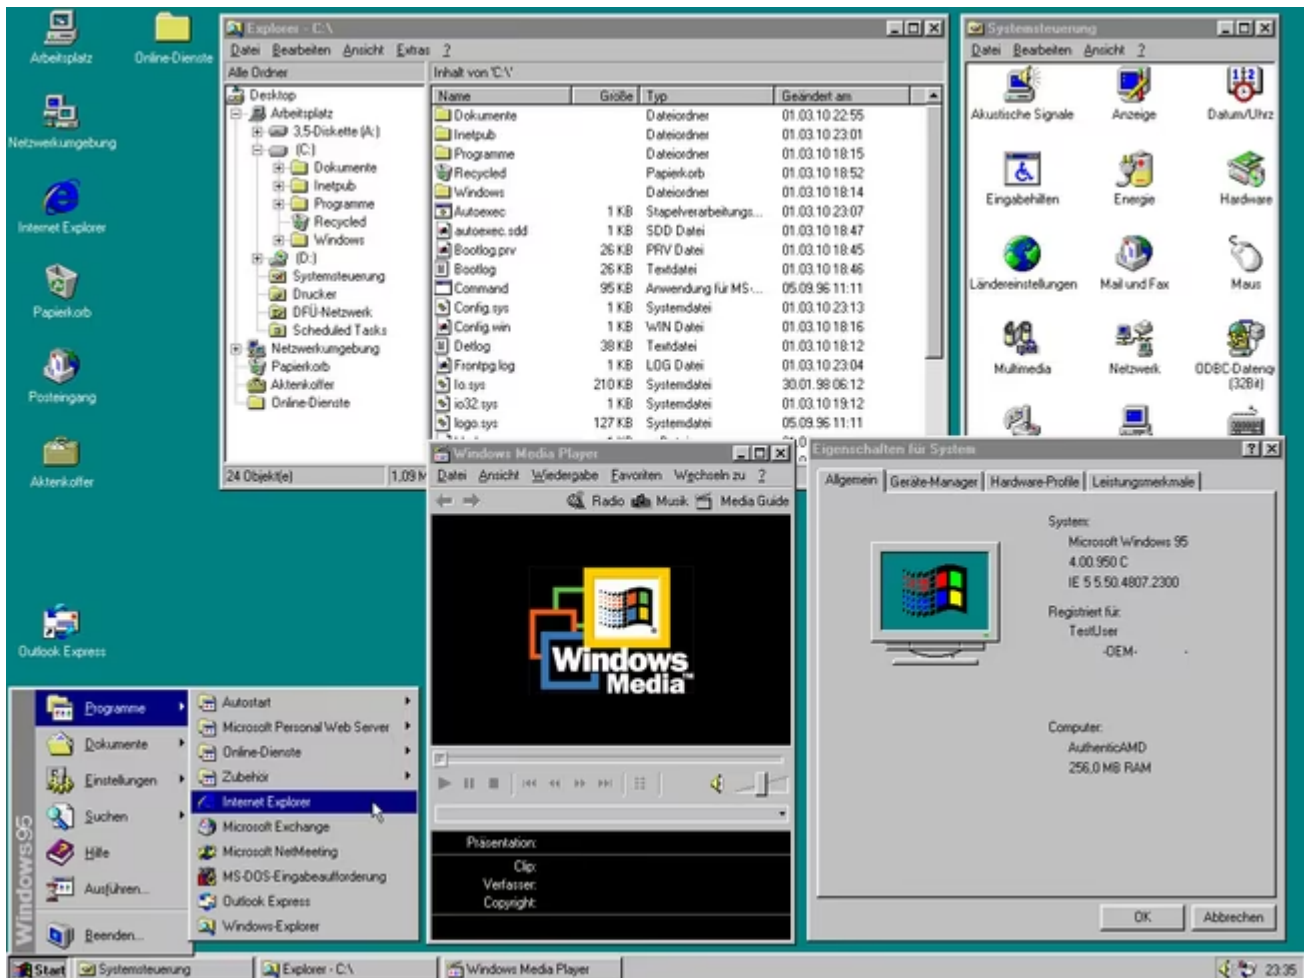 Arbeitsplatz
Online-Dienste
Netzwerkumgebung
Internet Explorer
Papierkorb
Posteingang
Aktenkoffer
Outlook Express
Explorer - C:\
Datei Bearbeiten Ansicht Extras ?
Alle Ordner
Inhalt von 'C:\'
Desktop
Arbeitsplatz
3,5-Diskette (A:)
(C:)
Dokumente
Inetpub
Programme
Recycled
Windows
(D:)
Systemsteuerung
Drucker
DFÜ-Netzwerk
Scheduled Tasks
Netzwerkumgebung
Papierkorb
Aktenkoffer
Online-Dienste
Name Größe Typ Geändert am
Dokumente Dateiordner 01.03.10 22:55
Inetpub Dateiordner 01.03.10 23:01
Programme Dateiordner 01.03.10 18:15
Recycled Papierkorb 01.03.10 18:52
Windows Dateiordner 01.03.10 18:14
Autoexec 1 KB Stapelverarbeitungs... 01.03.10 23:07
autoexec.sdd 1 KB SDD Datei 01.03.10 18:47
Bootlog.prv 26 KB PRV Datei 01.03.10 18:45
Bootlog 26 KB Textdatei 01.03.10 18:46
Command 95 KB Anwendung für MS-... 05.09.96 11:11
Config.sys 1 KB Systemdatei 01.03.10 23:13
Config.win 1 KB WIN Datei 01.03.10 18:16
Detlog 38 KB Textdatei 01.03.10 18:12
Frontpg.log 1 KB LOG Datei 01.03.10 23:04
Io.sys 210 KB Systemdatei 30.01.98 06:12
io32.sys 1 KB Systemdatei 01.03.10 19:12
logo.sys 127 KB Systemdatei 05.09.96 11:11
24 Objekt(e) 1,09 M
Systemsteuerung
Datei Bearbeiten Ansicht ?
Akustische Signale Anzeige Datum/Uhrz
Eingabehilfen Energie Hardware
Ländereinstellungen Mail und Fax Maus
Multimedia Netzwerk ODBC-Datenq
(32Bit)
Windows Media Player
Datei Ansicht Wiedergabe Favoriten Wechseln zu ?
Radio Musik Media Guide
Windows
Media™
Präsentation:
Clip:
Verfasser:
Copyright:
Eigenschaften für System
Allgemein Geräte-Manager Hardware-Profile Leistungsmerkmale
System:
Microsoft Windows 95
4.00.950 C
IE 5 5.50.4807.2300
Registriert für:
TestUser
-OEM- -
Computer:
AuthenticAMD
256,0 MB RAM
OK Abbrechen
Windows95
Programme
Dokumente
Einstellungen
Suchen
Hilfe
Ausführen...
Beenden...
Autostart
Microsoft Personal Web Server
Online-Dienste
Zubehör
Internet Explorer
Microsoft Exchange
Microsoft NetMeeting
MS-DOS-Eingabeaufforderung
Outlook Express
Windows-Explorer
Start Systemsteuerung Explorer - C:\ Windows Media Player 23:35